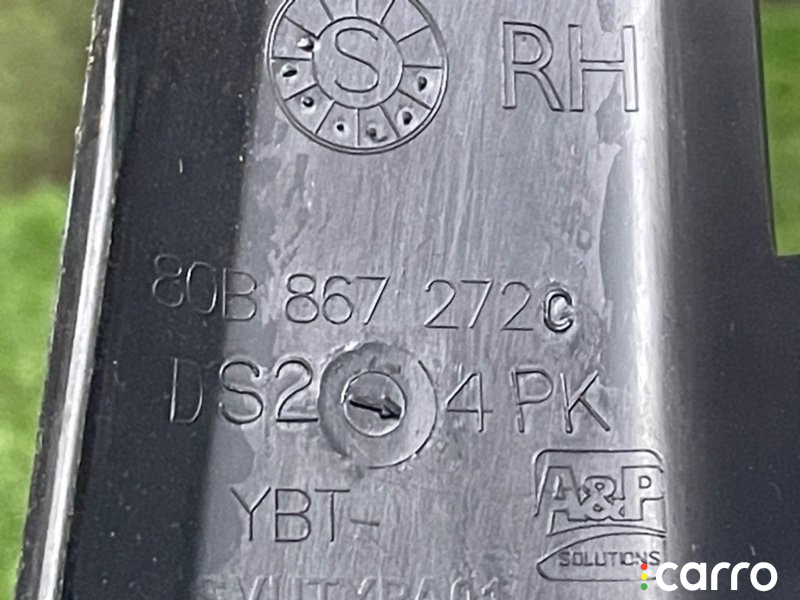 S RH
80B 867 272C
DS2 4 PK
YBT-
A&P
SOLUTIONS
carro